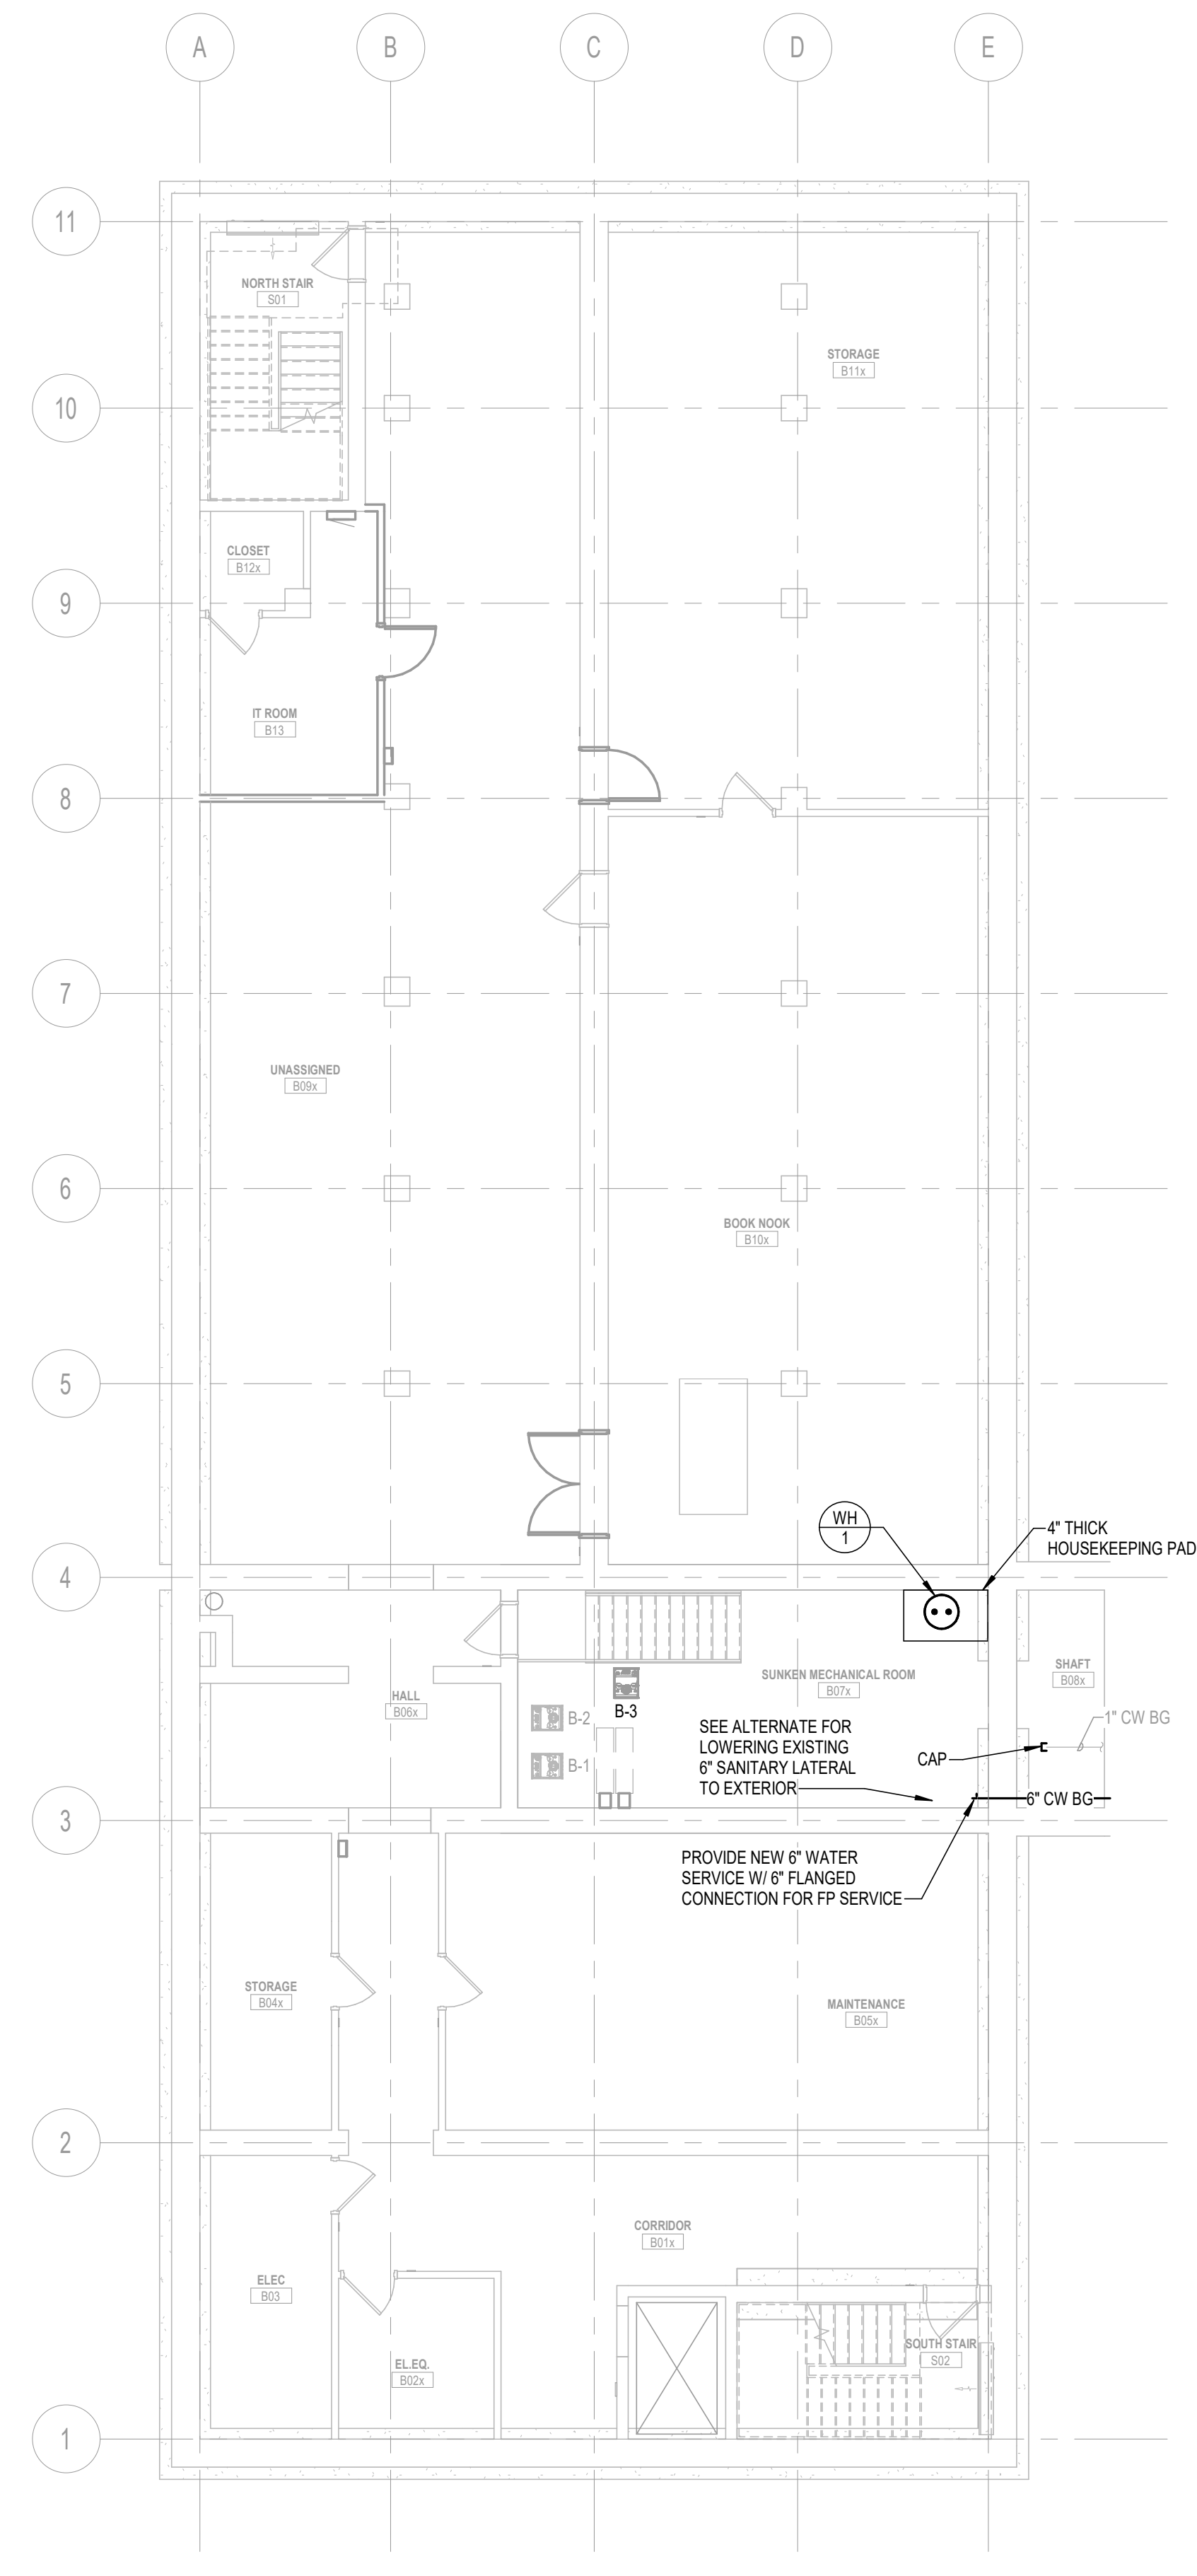 A
B
C
D
E
11
NORTH STAIR
S01
STORAGE
B11x
10
CLOSET
B12x
9
IT ROOM
B13
8
7
UNASSIGNED
B09x
6
BOOK NOOK
B10x
5
WH
1
4" THICK
HOUSEKEEPING PAD
4
SUNKEN MECHANICAL ROOM
B07x
SHAFT
B08x
HALL
B06x
B-3
B-2
B-1
1" CW BG
SEE ALTERNATE FOR
LOWERING EXISTING
6" SANITARY LATERAL
TO EXTERIOR
CAP
6" CW BG
3
PROVIDE NEW 6" WATER
SERVICE W/ 6" FLANGED
CONNECTION FOR FP SERVICE
STORAGE
B04x
MAINTENANCE
B05x
2
CORRIDOR
B01x
ELEC
B03
SOUTH STAIR
S02
EL.EQ.
B02x
1